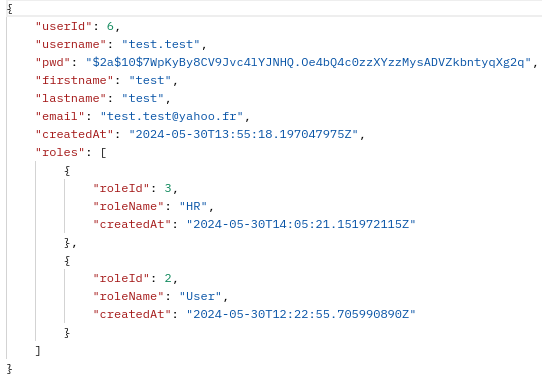 {
"userId": 6,
"username": "test.test",
"pwd": "$2a$10$7WpKyBy8CV9Jvc4lYJNHQ.Oe4bQ4c0zzXYzzMysADVZkbntyqXg2q",
"firstname": "test",
"lastname": "test",
"email": "test.test@yahoo.fr",
"createdAt": "2024-05-30T13:55:18.197047975Z",
"roles": [
{
"roleId": 3,
"roleName": "HR",
"createdAt": "2024-05-30T14:05:21.151972115Z"
},
{
"roleId": 2,
"roleName": "User",
"createdAt": "2024-05-30T12:22:55.705990890Z"
}
]
}